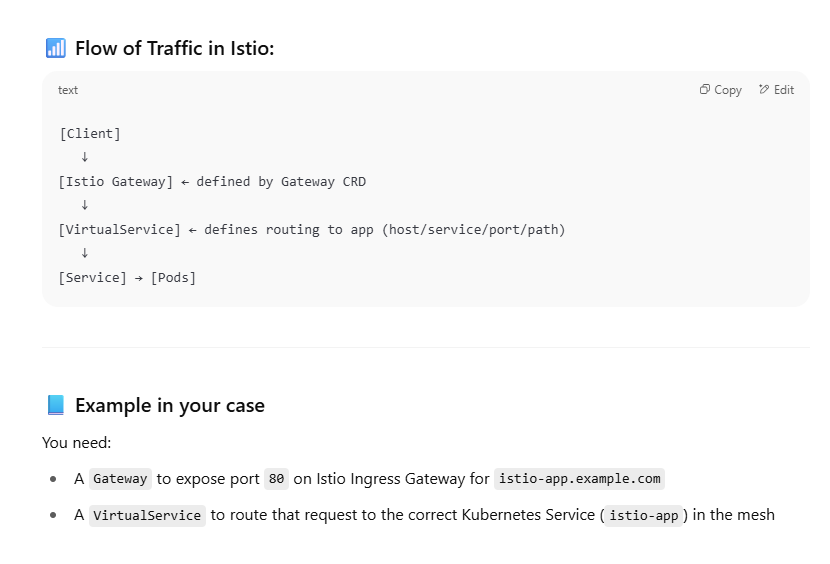 Flow of Traffic in Istio:
text
Copy
Edit
[Client]
↓
[Istio Gateway] ← defined by Gateway CRD
↓
[VirtualService] ← defines routing to app (host/service/port/path)
↓
[Service] → [Pods]
Example in your case
You need:
• A Gateway to expose port 80 on Istio Ingress Gateway for istio-app.example.com
• A VirtualService to route that request to the correct Kubernetes Service (istio-app) in the mesh